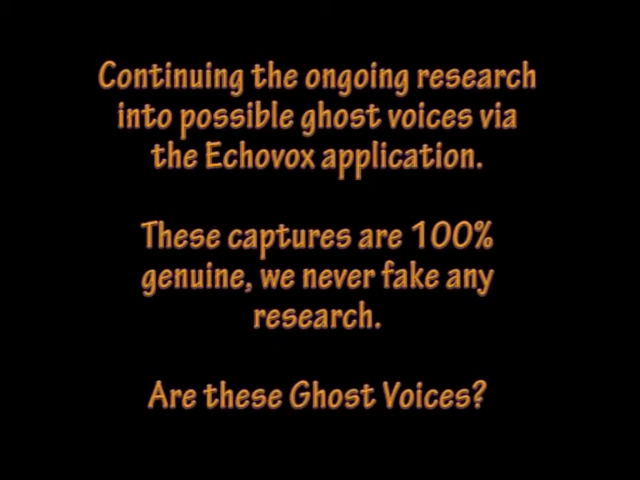 Continuing the ongoing research
into possible ghost voices via
the Echovox application.
These captures are 100%
genuine, we never fake any
research.
Are these Ghost Voices?